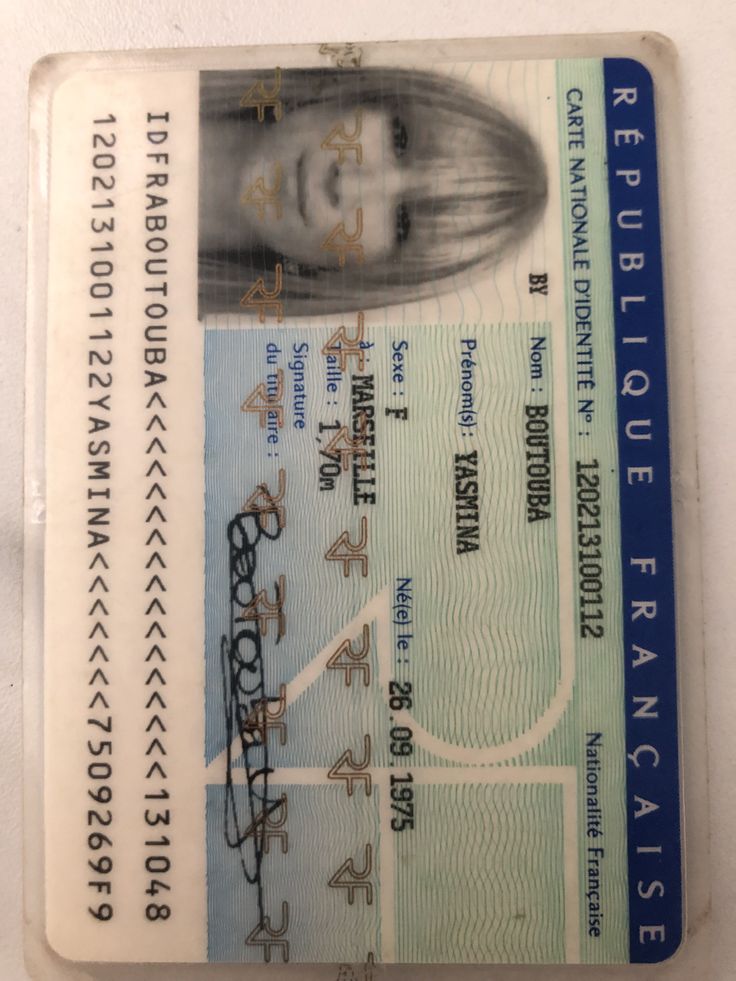 RÉPUBLIQUE FRANÇAISE
CARTE NATIONALE D'IDENTITÉ Nº : 120213100112 Nationalité Française
BY
Nom : BOUTOUBA
Prénom(s) : YASMINA
Sexe : F Né(e) le : 26.09.1975
à : MARSEILLE
Taille : 1,70m
Signature
du titulaire :
IDFRABOUTOUBA<<<<<<<<<<<<<<<<<131048
1202131001122YASMINA<<<<<<<7509269F9